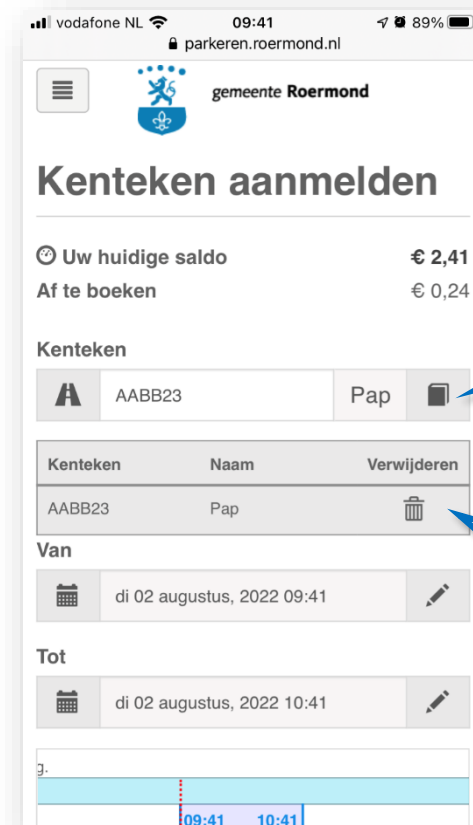 vodafone NL 09:41 89%
parkeren.roermond.nl
gemeente Roermond
Kenteken aanmelden
Uw huidige saldo € 2,41
Af te boeken € 0,24
Kenteken
AABB23 Pap
Kenteken Naam Verwijderen
AABB23 Pap
Van
di 02 augustus, 2022 09:41
Tot
di 02 augustus, 2022 10:41
g.
09:41 10:41